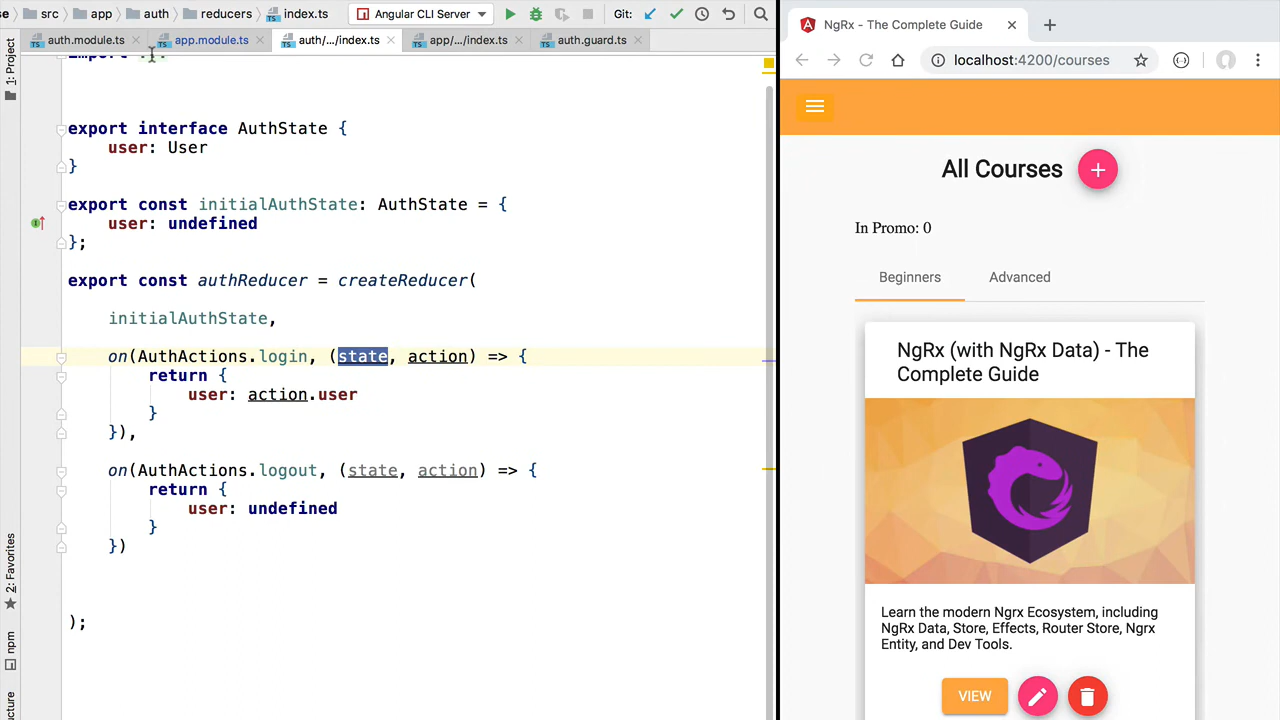 src app auth reducers index.ts Angular CLI Server Git:
auth.module.ts app.module.ts auth/.../index.ts app/.../index.ts auth.guard.ts
1: Project
2: Favorites
npm
export interface AuthState {
user: User
}
export const initialAuthState: AuthState = {
user: undefined
};
export const authReducer = createReducer(
initialAuthState,
on(AuthActions.login, (state, action) => {
return {
user: action.user
}
}),
on(AuthActions.logout, (state, action) => {
return {
user: undefined
}
})
);
NgRx - The Complete Guide
localhost:4200/courses
All Courses +
In Promo: 0
Beginners Advanced
NgRx (with NgRx Data) - The
Complete Guide
Learn the modern Ngrx Ecosystem, including
NgRx Data, Store, Effects, Router Store, Ngrx
Entity, and Dev Tools.
VIEW